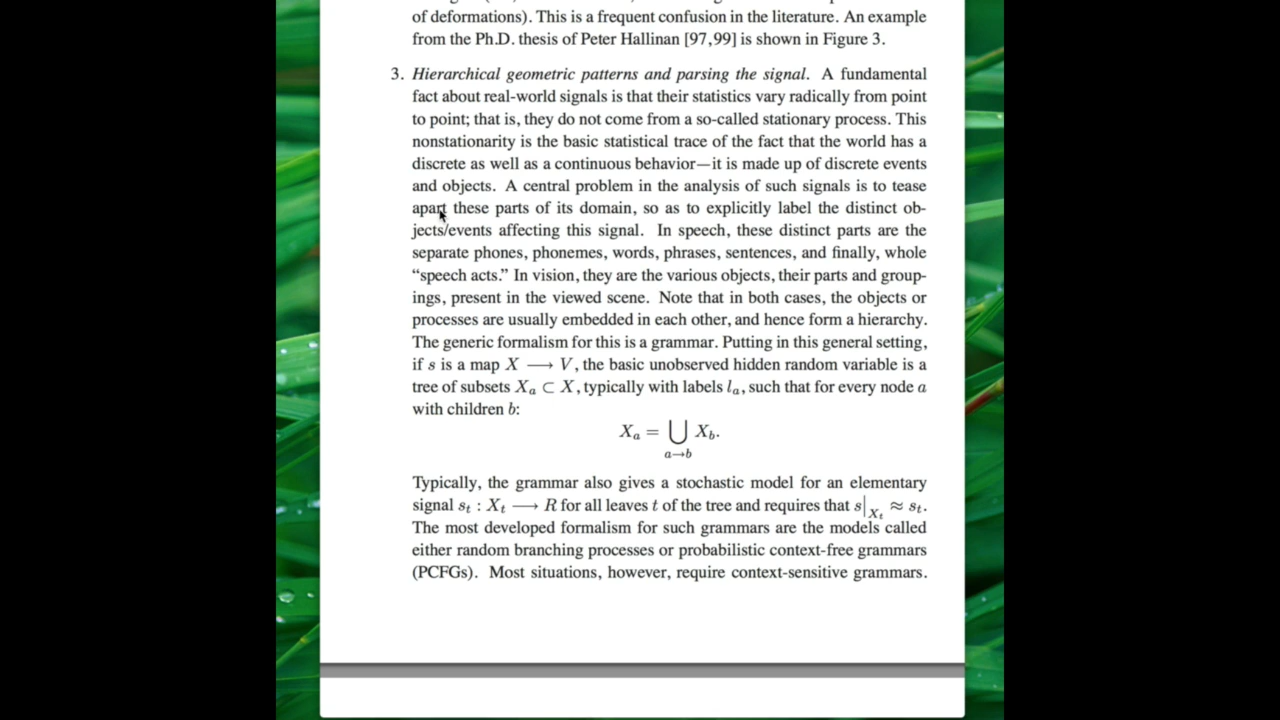 of deformations). This is a frequent confusion in the literature. An example
from the Ph.D. thesis of Peter Hallinan [97,99] is shown in Figure 3.
3. Hierarchical geometric patterns and parsing the signal. A fundamental
fact about real-world signals is that their statistics vary radically from point
to point; that is, they do not come from a so-called stationary process. This
nonstationarity is the basic statistical trace of the fact that the world has a
discrete as well as a continuous behavior—it is made up of discrete events
and objects. A central problem in the analysis of such signals is to tease
apart these parts of its domain, so as to explicitly label the distinct ob-
jects/events affecting this signal. In speech, these distinct parts are the
separate phones, phonemes, words, phrases, sentences, and finally, whole
“speech acts.” In vision, they are the various objects, their parts and group-
ings, present in the viewed scene. Note that in both cases, the objects or
processes are usually embedded in each other, and hence form a hierarchy.
The generic formalism for this is a grammar. Putting in this general setting,
if s is a map X ⟶ V, the basic unobserved hidden random variable is a
tree of subsets Xₐ ⊂ X, typically with labels lₐ, such that for every node a
with children b:
X_a = ⋃_{a→b} X_b.
Typically, the grammar also gives a stochastic model for an elementary
signal s_t : X_t ⟶ R for all leaves t of the tree and requires that s|_{X_t} ≈ s_t.
The most developed formalism for such grammars are the models called
either random branching processes or probabilistic context-free grammars
(PCFGs). Most situations, however, require context-sensitive grammars.